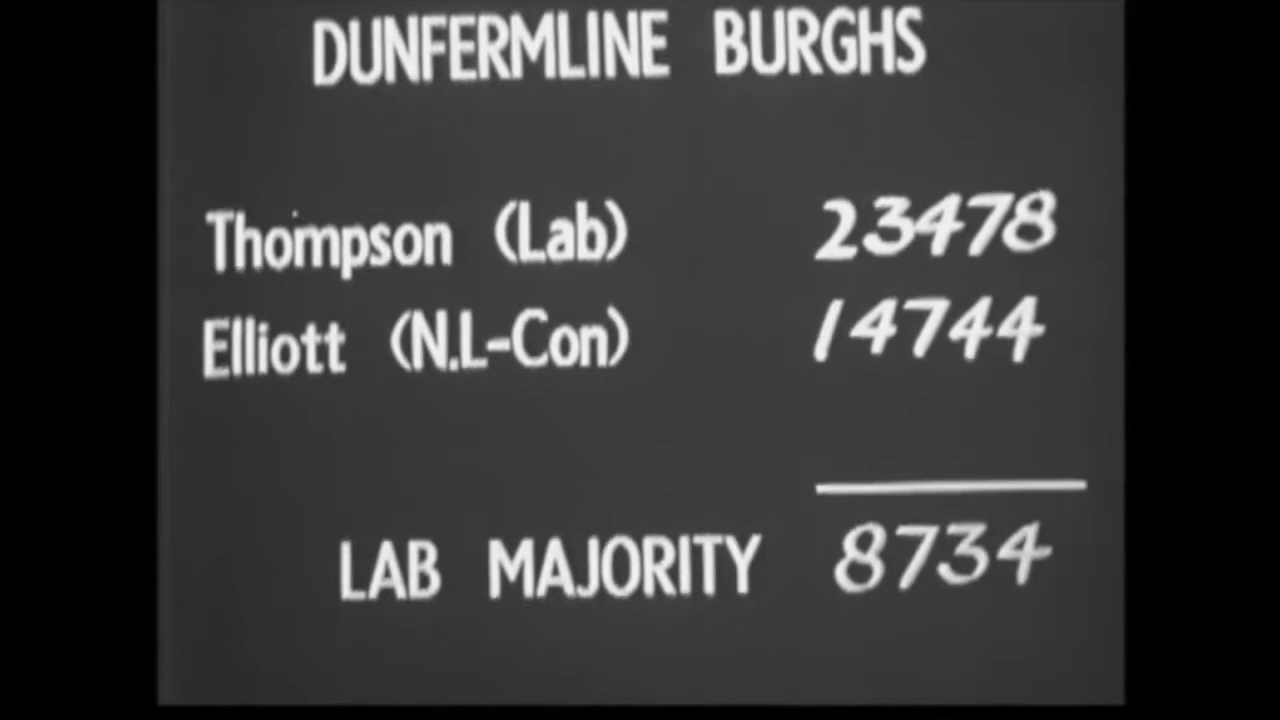 DUNFERMLINE BURGHS
Thompson (Lab) 23478
Elliott (N.L-Con) 14744
LAB MAJORITY 8734